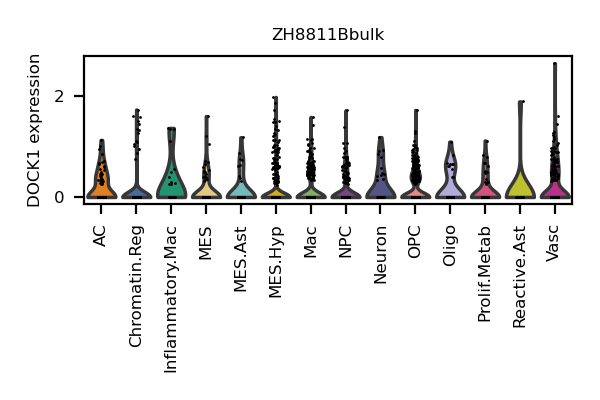 ZH8811Bbulk
DOCK1 expression
2
0
AC
Chromatin.Reg
Inflammatory.Mac
MES
MES.Ast
MES.Hyp
Mac
NPC
Neuron
OPC
Oligo
Prolif.Metab
Reactive.Ast
Vasc